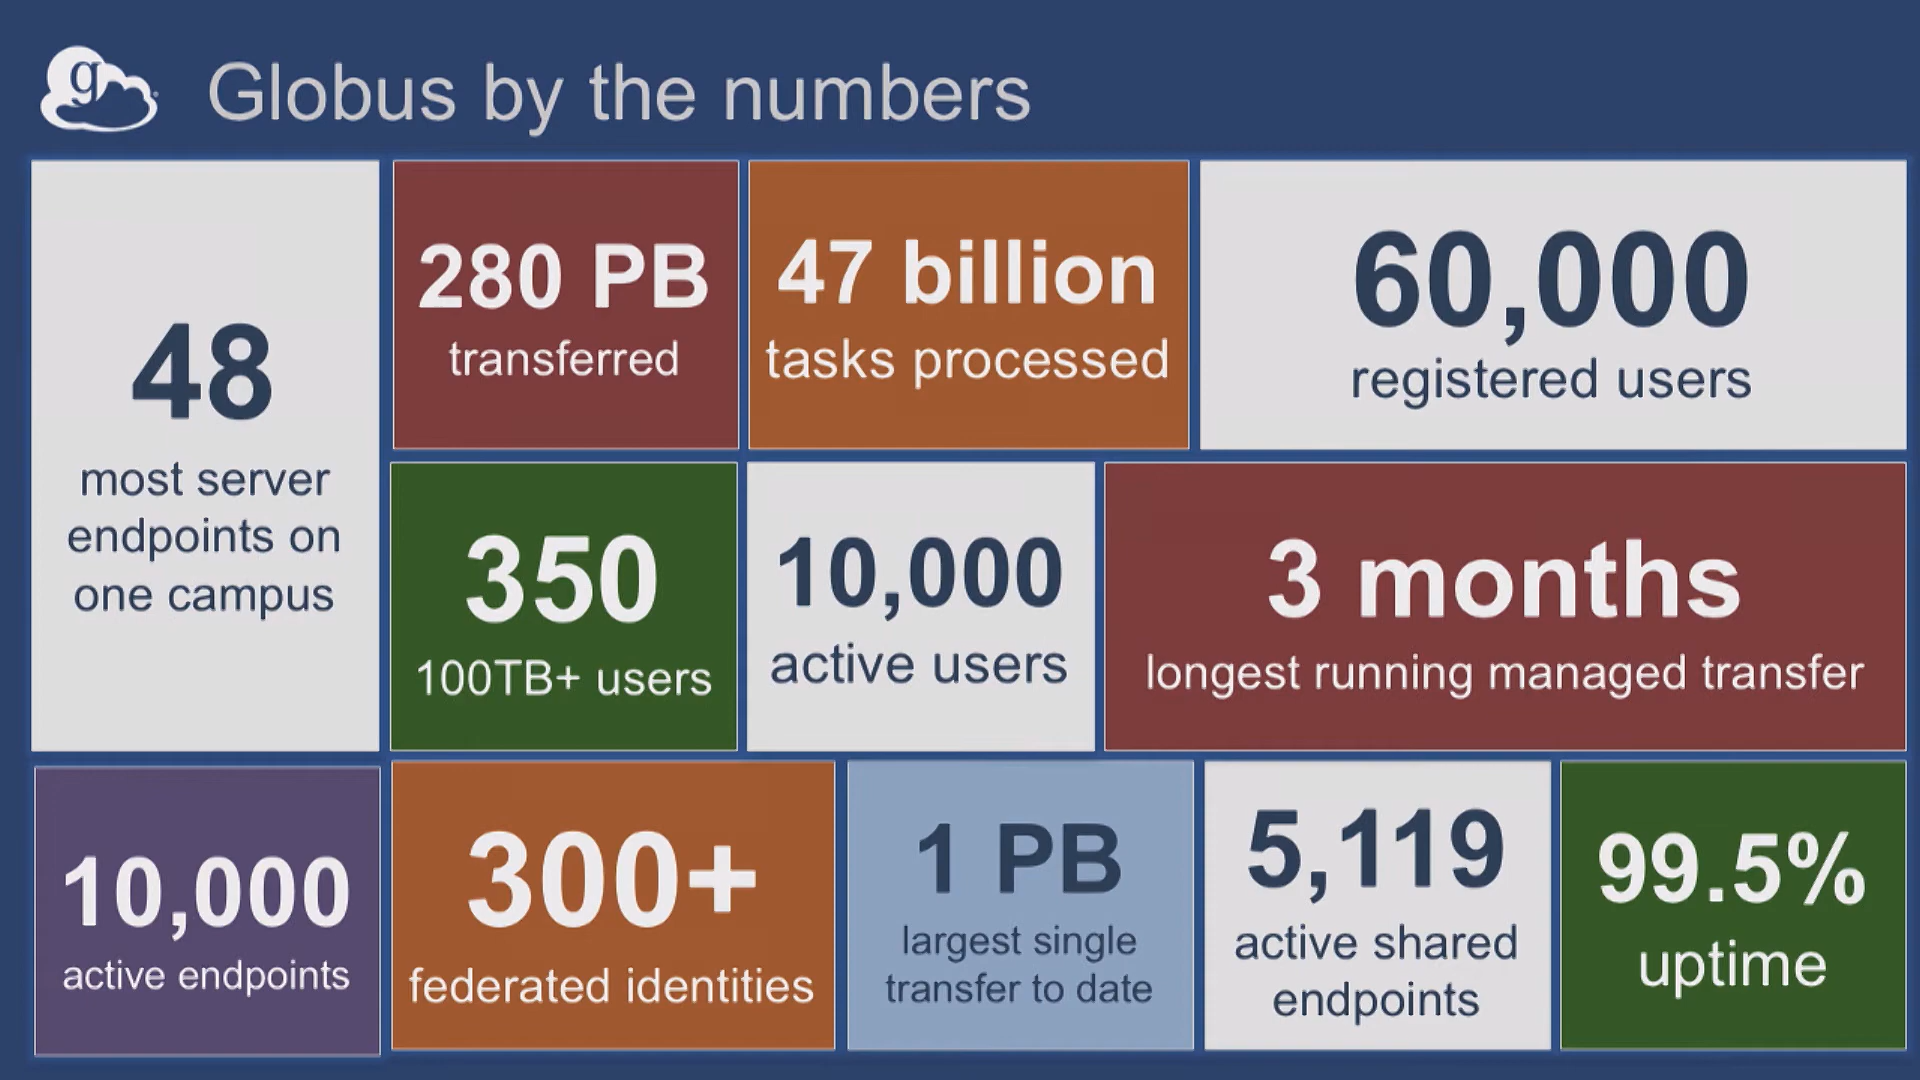 g
Globus by the numbers
48
most server
endpoints on
one campus
280 PB
transferred
47 billion
tasks processed
60,000
registered users
350
100TB+ users
10,000
active users
3 months
longest running managed transfer
10,000
active endpoints
300+
federated identities
1 PB
largest single
transfer to date
5,119
active shared
endpoints
99.5%
uptime